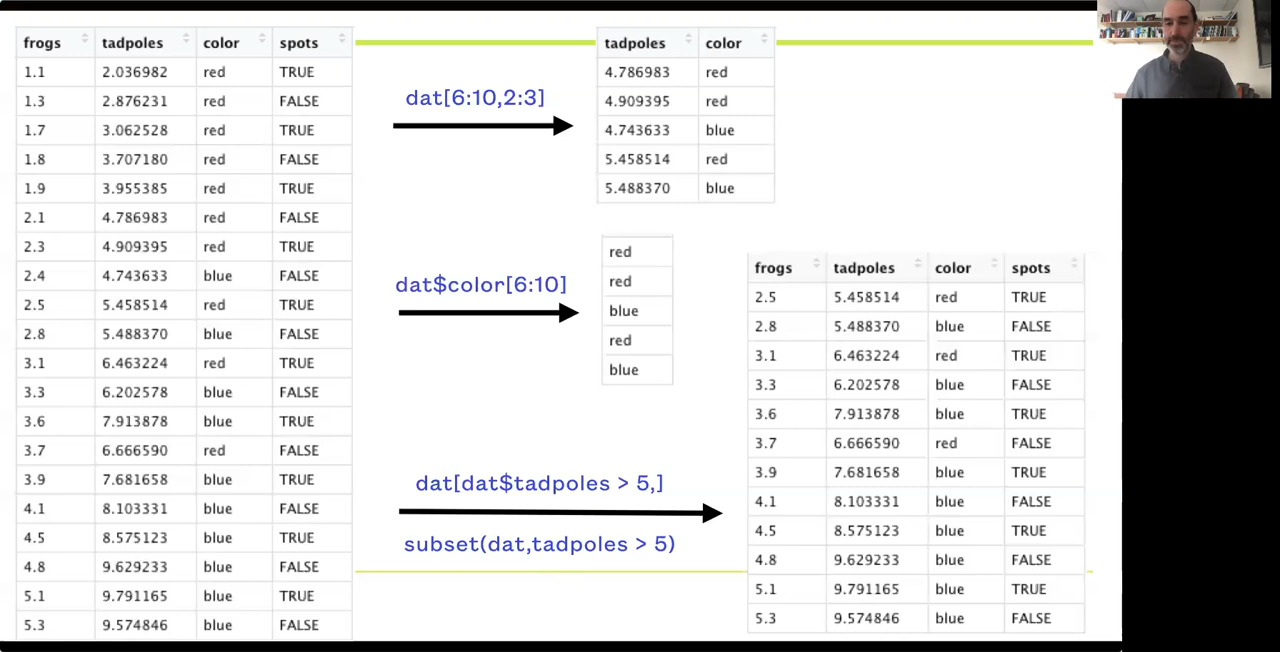 frogs tadpoles color spots
1.1 2.036982 red TRUE
1.3 2.876231 red FALSE
1.7 3.062528 red TRUE
1.8 3.707180 red FALSE
1.9 3.955385 red TRUE
2.1 4.786983 red FALSE
2.3 4.909395 red TRUE
2.4 4.743633 blue FALSE
2.5 5.458514 red TRUE
2.8 5.488370 blue FALSE
3.1 6.463224 red TRUE
3.3 6.202578 blue FALSE
3.6 7.913878 blue TRUE
3.7 6.666590 red FALSE
3.9 7.681658 blue TRUE
4.1 8.103331 blue FALSE
4.5 8.575123 blue TRUE
4.8 9.629233 blue FALSE
5.1 9.791165 blue TRUE
5.3 9.574846 blue FALSE
dat[6:10,2:3]
tadpoles color
4.786983 red
4.909395 red
4.743633 blue
5.458514 red
5.488370 blue
dat$color[6:10]
red
red
blue
red
blue
dat[dat$tadpoles > 5,]
subset(dat,tadpoles > 5)
frogs tadpoles color spots
2.5 5.458514 red TRUE
2.8 5.488370 blue FALSE
3.1 6.463224 red TRUE
3.3 6.202578 blue FALSE
3.6 7.913878 blue TRUE
3.7 6.666590 red FALSE
3.9 7.681658 blue TRUE
4.1 8.103331 blue FALSE
4.5 8.575123 blue TRUE
4.8 9.629233 blue FALSE
5.1 9.791165 blue TRUE
5.3 9.574846 blue FALSE